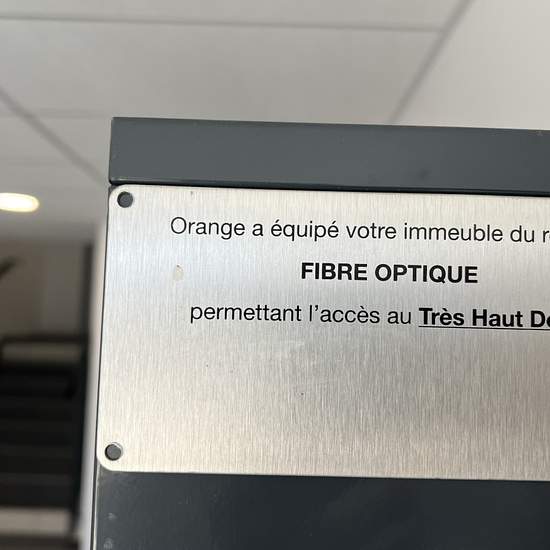 Orange a équipé votre immeuble du
FIBRE OPTIQUE
permettant l'accès au Très Haut